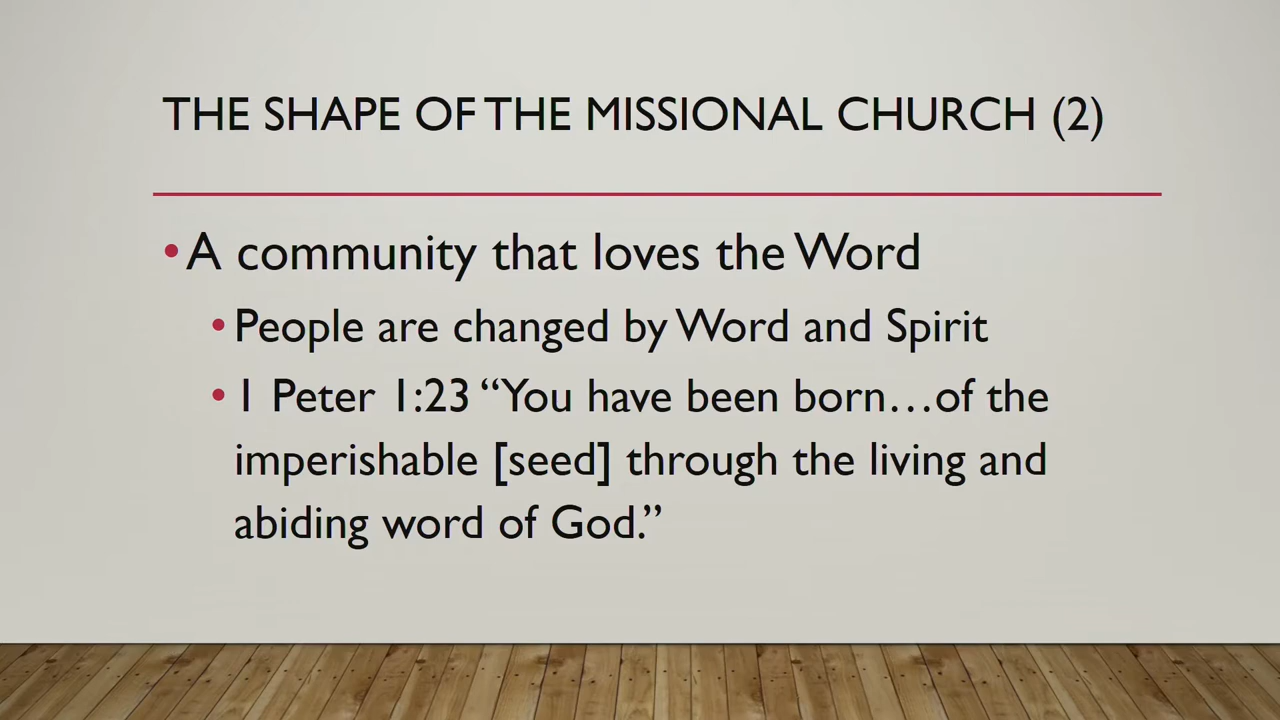 THE SHAPE OF THE MISSIONAL CHURCH (2)
•A community that loves the Word
•People are changed by Word and Spirit
•1 Peter 1:23 “You have been born…of the
imperishable [seed] through the living and
abiding word of God.”